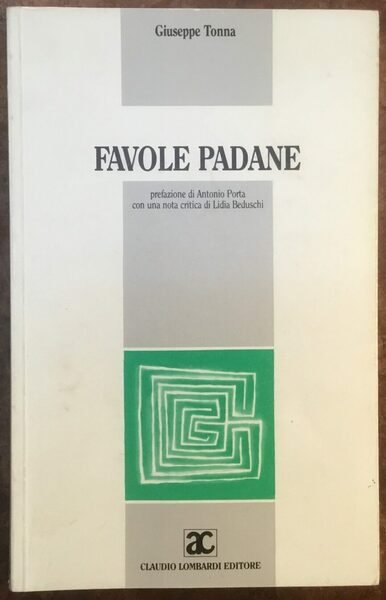 Giuseppe Tonna
FAVOLE PADANE
prefazione di Antonio Porta
con una nota critica di Lidia Beduschi
ac
CLAUDIO LOMBARDI EDITORE